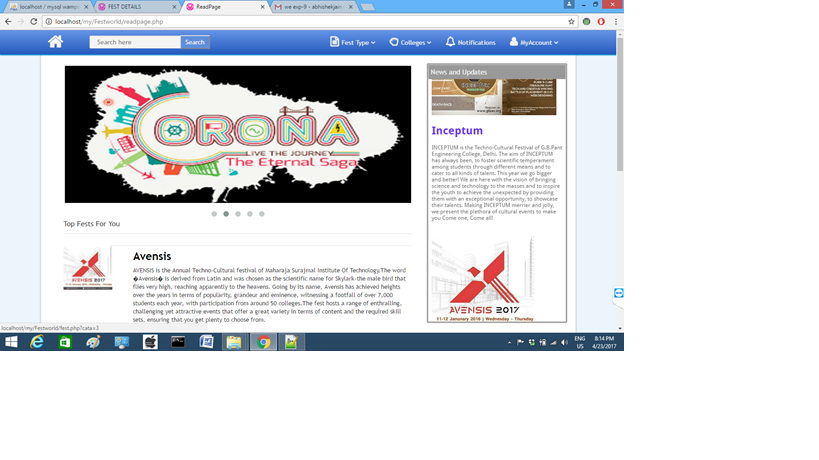 localhost / mysql wamps
FEST DETAILS
ReadPage
we exp-9 - abhishekjain
localhost/my/Festworld/readpage.php
Search here
Search
Fest Type
Colleges
Notifications
MyAccount
CORONA
LIVE THE JOURNEY
The Eternal Saga
News and Updates
Inceptum
INCEPTUM is the Techno-Cultural Festival of G.B.Pant
Engineering College, Delhi. The aim of INCEPTUM
has always been, to foster scientific temperament
among students through different means and to
cater to all kinds of talent. This year we go bigger
and better! We are here with the vision of bringing
science and technology to the masses and to inspire
the youth to achieve the unexpected by providing
them with an exceptional opportunity, to showcase
their talents. Making INCEPTUM merrier and jolly,
we present the plethora of cultural events to make
you Come one, Come all!
AVENSIS 2017
11-12 January 2016 | Wednesday - Thursday
Top Fests For You
AVENSIS 2017
Avensis
AVENSIS is the Annual Techno-Cultural festival of Maharaja Surajmal Institute Of Technology.The word
�Avensis� is derived from Latin and was chosen as the scientific name for Skylark-the male bird that
flies very high, reaching apparently to the heavens. Going by its name, Avensis has achieved heights
over the years in terms of popularity, grandeur and eminence, witnessing a footfall of over 7,000
students each year, with participation from around 50 colleges.The fest hosts a range of enthralling,
challenging yet attractive events that offer a great variety in terms of content and the required skill
sets, ensuring that you get plenty to choose from.
localhost/my/Festworld/fest.php?cata=3
ENG
US
8:14 PM
4/23/2017